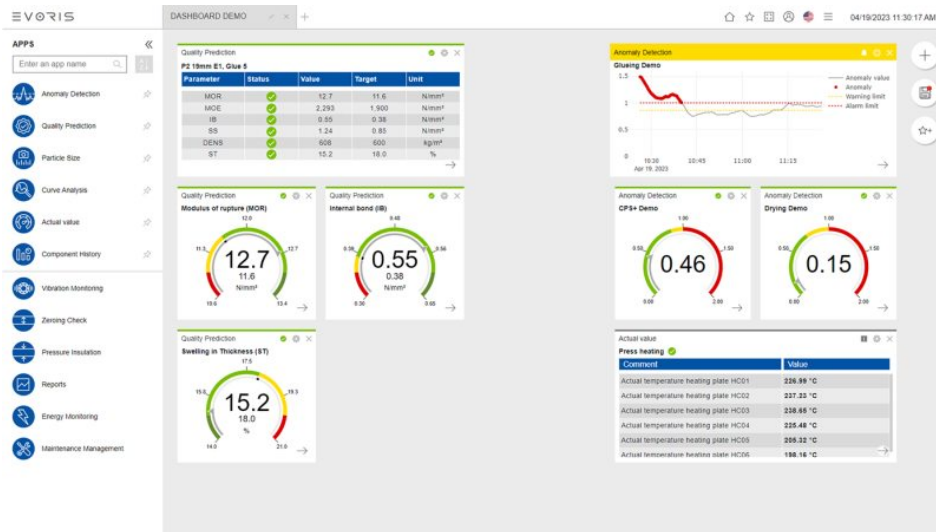 EVORIS
DASHBOARD DEMO
04/19/2023 11:30:17 AM
APPS
Enter an app name
Anomaly Detection
Quality Prediction
Particle Size
Curve Analysis
Actual value
Component History
Vibration Monitoring
Zeroing Check
Pressure Insulation
Reports
Energy Monitoring
Maintenance Management
Quality Prediction
P2 19mm E1, Glue 5
Parameter Status Value Target Unit
MOR 12.7 11.6 N/mm²
MOE 2,293 1,900 N/mm²
IB 0.55 0.38 N/mm²
SS 1.24 0.85 N/mm²
DENS 608 600 kg/m³
ST 15.2 18.0 %
Anomaly Detection
Glueing Demo
1.5
1
0.5
0
10:30 10:45 11:00 11:15
Apr 19, 2023
Anomaly value
Anomaly
Warning limit
Alarm limit
Quality Prediction
Modulus of rupture (MOR)
12.0
11.3 12.7
12.7
11.6
N/mm²
10.6 13.4
Quality Prediction
Internal bond (IB)
0.48
0.39 0.56
0.55
0.38
N/mm²
0.30 0.65
Anomaly Detection
CPS+ Demo
1.00
0.50 1.50
0.46
0.00 2.00
Anomaly Detection
Drying Demo
1.00
0.50 1.50
0.15
0.00 2.00
Quality Prediction
Swelling in Thickness (ST)
17.5
15.8 19.3
15.2
18.0
%
14.0 21.0
Actual value
Press heating
Comment Value
Actual temperature heating plate HC01 226.99 °C
Actual temperature heating plate HC02 237.23 °C
Actual temperature heating plate HC03 238.65 °C
Actual temperature heating plate HC04 225.48 °C
Actual temperature heating plate HC05 205.32 °C
Actual temperature heating plate HC06 198.16 °C